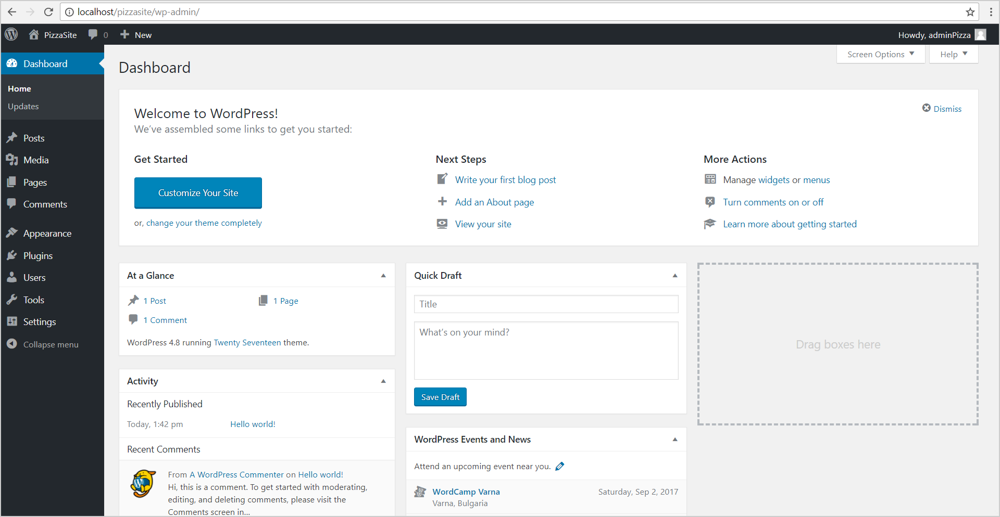 localhost/pizzasite/wp-admin/
PizzaSite 0 New Howdy, adminPizza
Screen Options Help
Dashboard
Home
Updates
Posts
Media
Pages
Comments
Appearance
Plugins
Users
Tools
Settings
Collapse menu
Dashboard
Welcome to WordPress!
Dismiss
We've assembled some links to get you started:
Get Started
Customize Your Site
or, change your theme completely
Next Steps
Write your first blog post
Add an About page
View your site
More Actions
Manage widgets or menus
Turn comments on or off
Learn more about getting started
At a Glance
1 Post 1 Page
1 Comment
WordPress 4.8 running Twenty Seventeen theme.
Activity
Recently Published
Today, 1:42 pm Hello world!
Recent Comments
From A WordPress Commenter on Hello world!
Hi, this is a comment. To get started with moderating,
editing, and deleting comments, please visit the
Comments screen in...
Quick Draft
Title
What's on your mind?
Save Draft
WordPress Events and News
Attend an upcoming event near you.
WordCamp Varna Saturday, Sep 2, 2017
Varna, Bulgaria
Drag boxes here